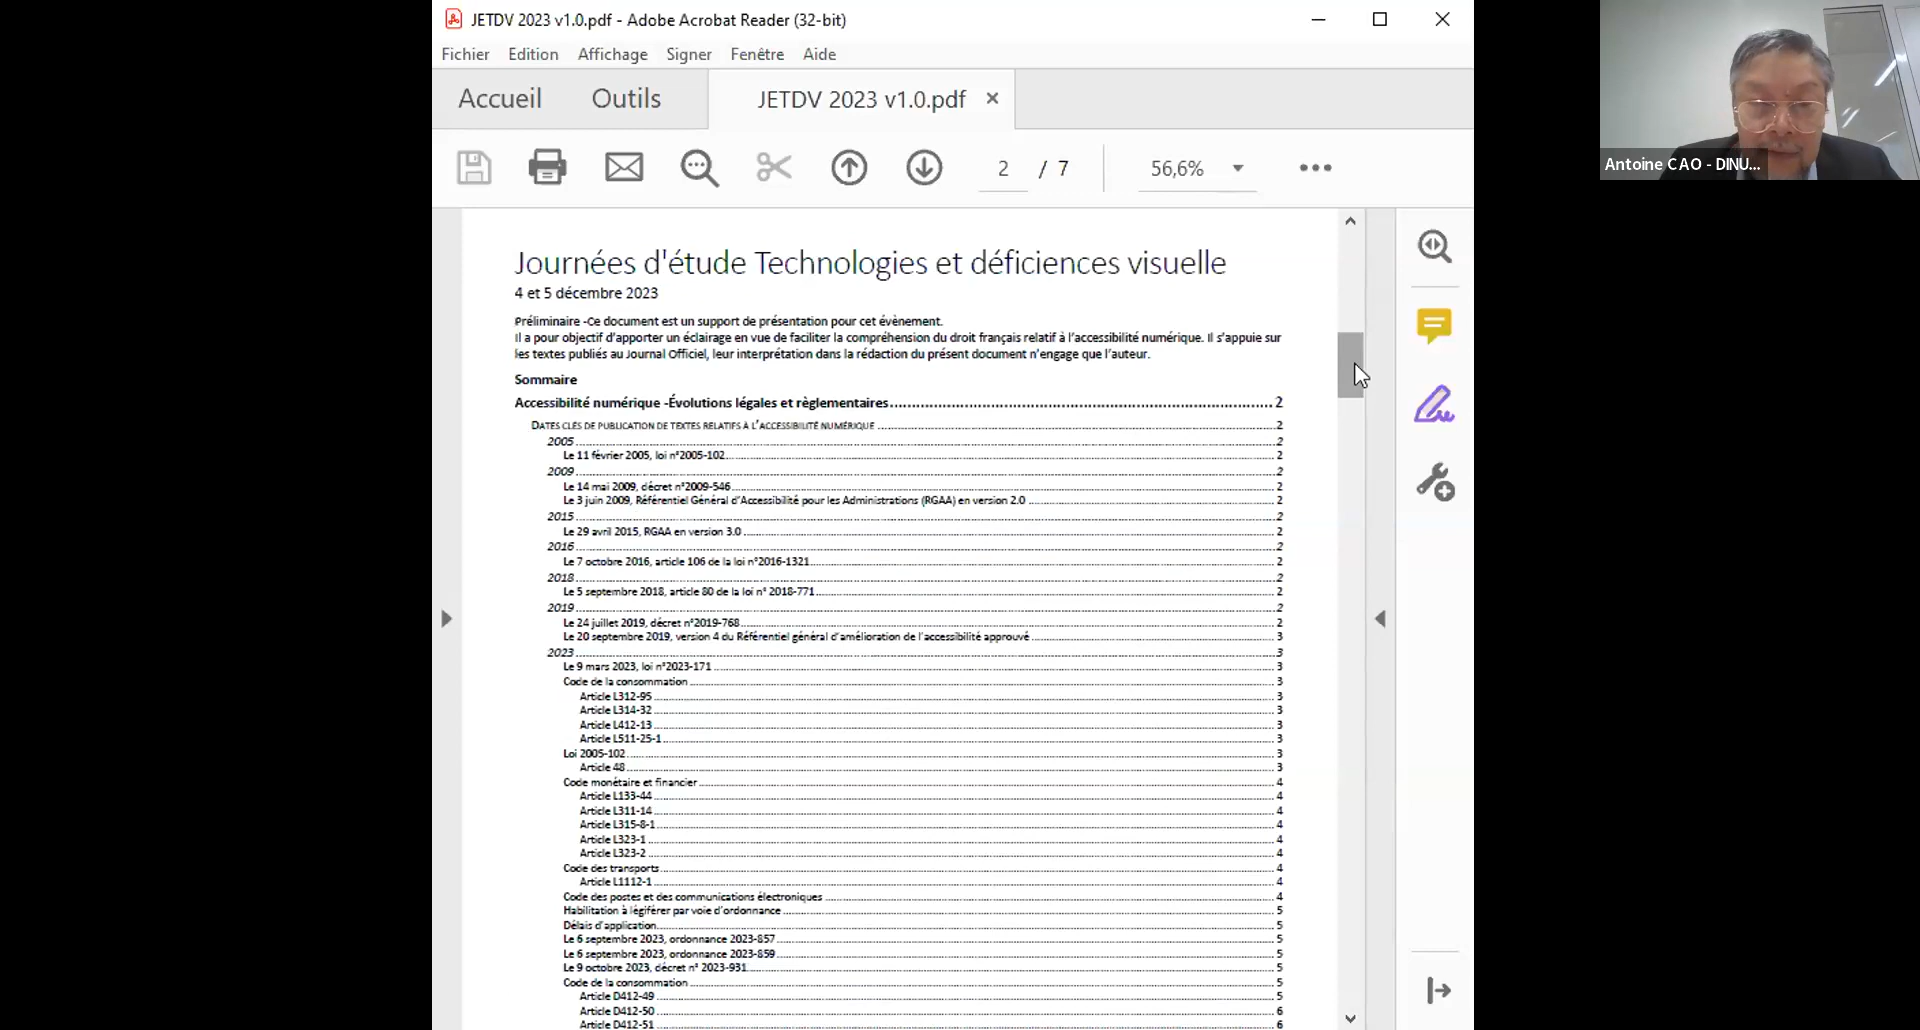 JETDV 2023 v1.0.pdf - Adobe Acrobat Reader (32-bit)
Fichier Edition Affichage Signer Fenêtre Aide
Accueil Outils JETDV 2023 v1.0.pdf ×
2 / 7 56,6%
Antoine CAO - DINU...
Journées d'étude Technologies et déficiences visuelle
4 et 5 décembre 2023
Préliminaire -Ce document est un support de présentation pour cet évènement.
Il a pour objectif d'apporter un éclairage en vue de faciliter la compréhension du droit français relatif à l'accessibilité numérique. Il s'appuie sur
les textes publiés au Journal Officiel, leur interprétation dans la rédaction du présent document n'engage que l'auteur.
Sommaire
Accessibilité numérique -Évolutions légales et règlementaires 2
DATES CLÉS DE PUBLICATION DE TEXTES RELATIFS À L'ACCESSIBILITÉ NUMÉRIQUE 2
2005 2
Le 11 février 2005, loi n°2005-102 2
2009 2
Le 14 mai 2009, décret n°2009-546 2
Le 3 juin 2009, Référentiel Général d'Accessibilité pour les Administrations (RGAA) en version 2.0 2
2015 2
Le 29 avril 2015, RGAA en version 3.0 2
2016 2
Le 7 octobre 2016, article 106 de la loi n°2016-1321 2
2018 2
Le 5 septembre 2018, article 80 de la loi n° 2018-771 2
2019 2
Le 24 juillet 2019, décret n°2019-768 2
Le 20 septembre 2019, version 4 du Référentiel général d'amélioration de l'accessibilité approuvé 3
2023 3
Le 9 mars 2023, loi n°2023-171 3
Code de la consommation 3
Article L312-95 3
Article L314-32 3
Article L412-13 3
Article L511-25-1 3
Loi 2005-102 3
Article 48 3
Code monétaire et financier 4
Article L133-44 4
Article L311-14 4
Article L315-8-1 4
Article L323-1 4
Article L323-2 4
Code des transports 4
Article L1112-1 4
Code des postes et des communications électroniques 4
Habilitation à légiférer par voie d'ordonnance 5
Délais d'application 5
Le 6 septembre 2023, ordonnance 2023-857 5
Le 6 septembre 2023, ordonnance 2023-859 5
Le 9 octobre 2023, décret n° 2023-931 5
Code de la consommation 5
Article D412-49 5
Article D412-50 6
Article D412-51 6